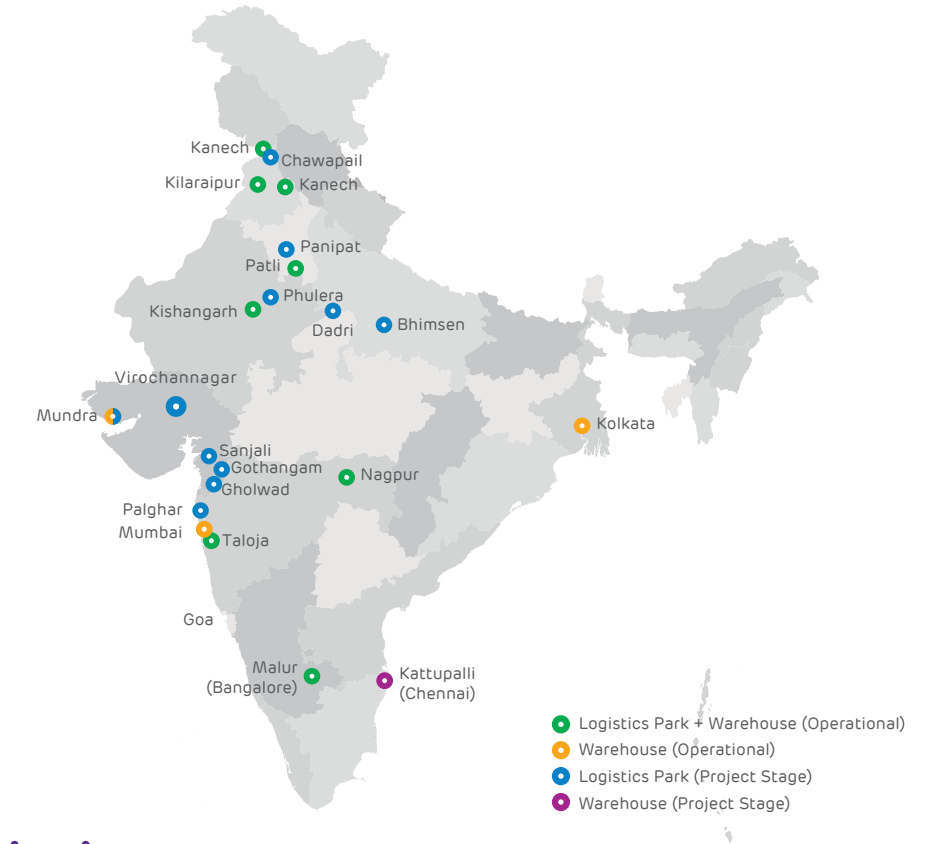 Kanech
Chawapail
Kilaraipur
Kanech
Panipat
Patli
Phulera
Kishangarh
Dadri
Bhimsen
Virochannagar
Mundra
Kolkata
Sanjali
Gothangam
Nagpur
Gholwad
Palghar
Mumbai
Taloja
Goa
Malur
(Bangalore)
Kattupalli
(Chennai)
Logistics Park + Warehouse (Operational)
Warehouse (Operational)
Logistics Park (Project Stage)
Warehouse (Project Stage)